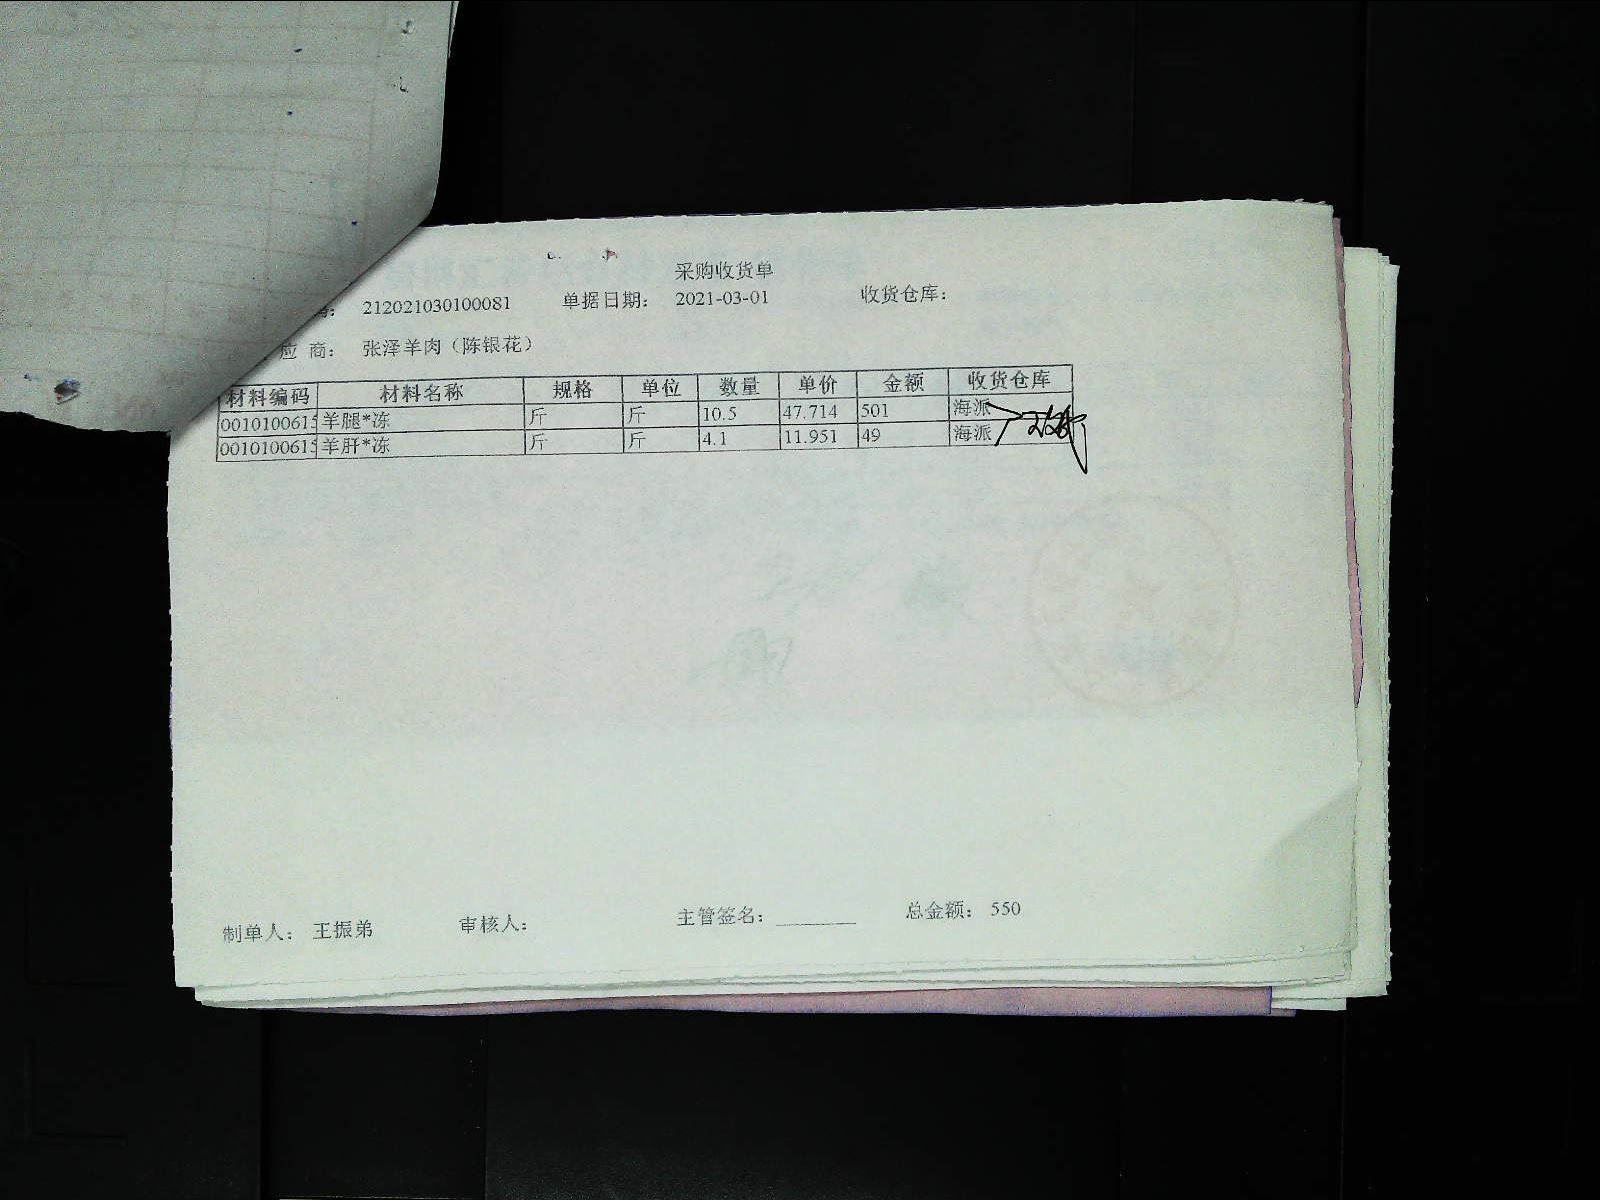 采购收货单
号： 212021030100081 单据日期： 2021-03-01 收货仓库：
应 商： 张泽羊肉（陈银花）
材料编码 材料名称 规格 单位 数量 单价 金额 收货仓库
0010100615 羊腿*冻 斤 斤 10.5 47.714 501 海派
0010100615 羊肝*冻 斤 斤 4.1 11.951 49 海派
制单人： 王振弟 审核人： 主管签名： 总金额： 550